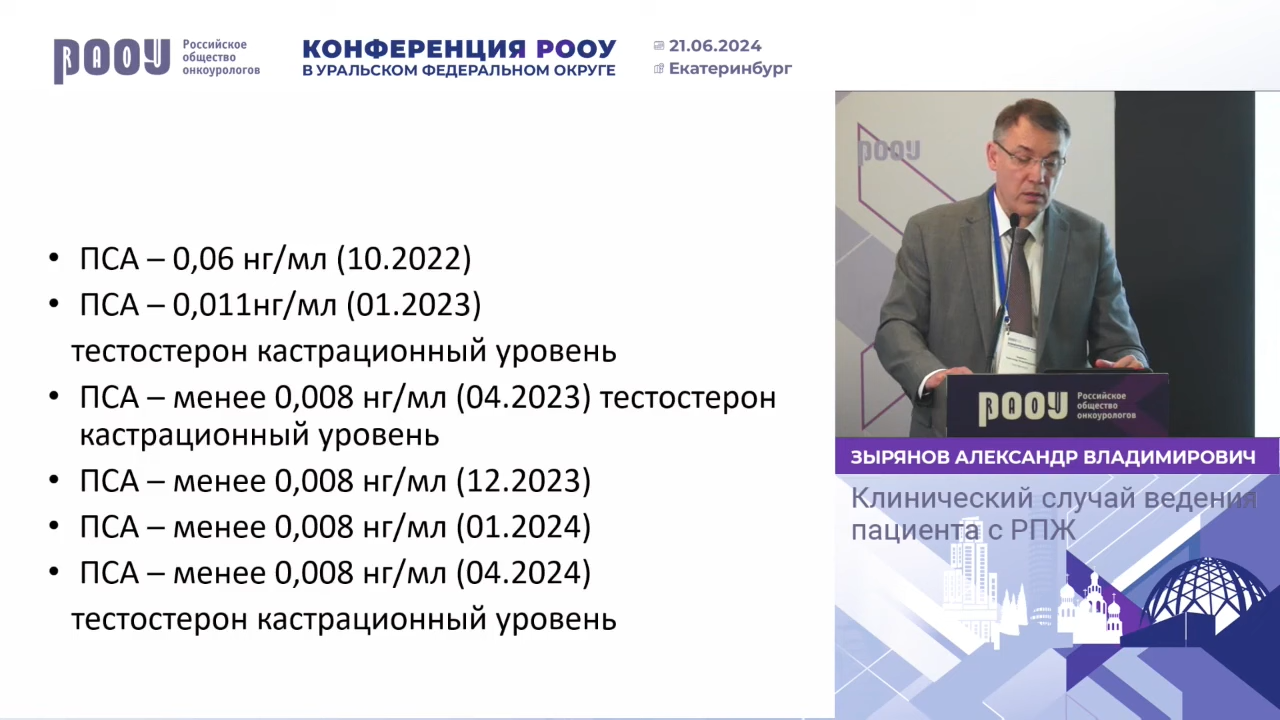 РООУ
RAOU
Российское
общество
онкоурологов
КОНФЕРЕНЦИЯ РООУ
В УРАЛЬСКОМ ФЕДЕРАЛЬНОМ ОКРУГЕ
21.06.2024
Екатеринбург
• ПСА – 0,06 нг/мл (10.2022)
• ПСА – 0,011нг/мл (01.2023)
тестостерон кастрационный уровень
• ПСА – менее 0,008 нг/мл (04.2023) тестостерон
кастрационный уровень
• ПСА – менее 0,008 нг/мл (12.2023)
• ПСА – менее 0,008 нг/мл (01.2024)
• ПСА – менее 0,008 нг/мл (04.2024)
тестостерон кастрационный уровень
РООУ
РООУ
RAOU
Российское
общество
онкоурологов
ЗЫРЯНОВ АЛЕКСАНДР ВЛАДИМИРОВИЧ
Клинический случай ведения
пациента с РПЖ